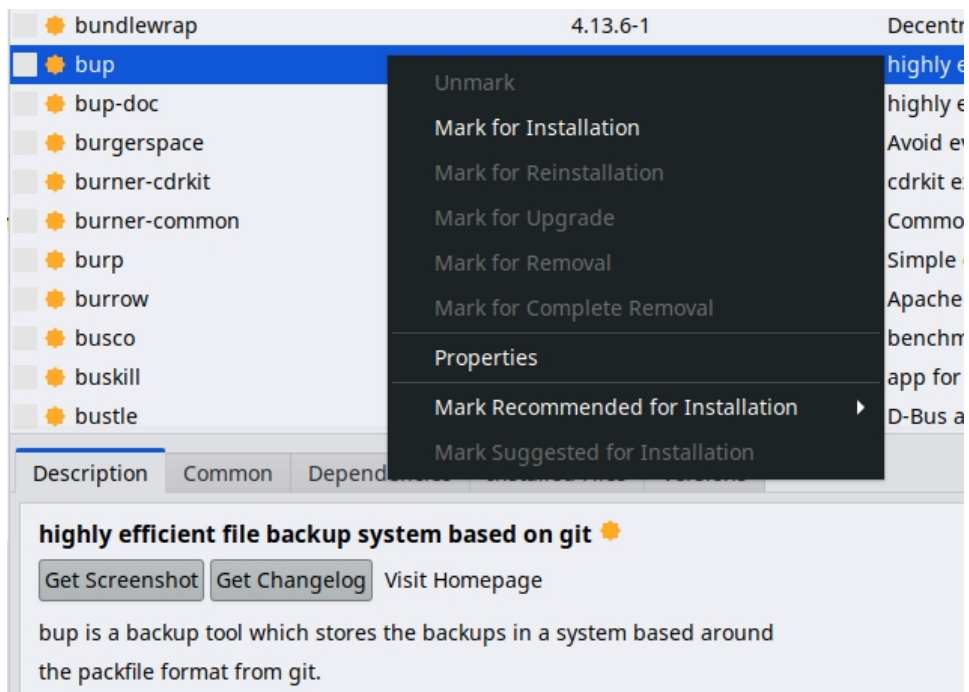 bundlewrap 4.13.6-1 Decentr
bup highly e
bup-doc highly e
burgerspace Avoid ev
burner-cdrkit cdrkit e
burner-common Commo
burp Simple
burrow Apache
busco benchm
buskill app for
bustle D-Bus a
Unmark
Mark for Installation
Mark for Reinstallation
Mark for Upgrade
Mark for Removal
Mark for Complete Removal
Properties
Mark Recommended for Installation
Mark Suggested for Installation
Description Common Dependencies Installed Files Versions
highly efficient file backup system based on git
Get Screenshot Get Changelog Visit Homepage
bup is a backup tool which stores the backups in a system based around
the packfile format from git.